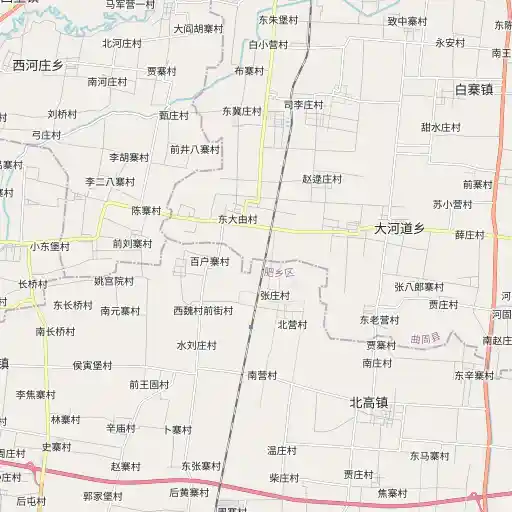 马军营一村
东朱堡村
致中寨村
大阎胡寨村
北河庄村
白小营村
永安村
西河庄乡
贾寨村
布寨村
南河庄村
白寨镇
刘桥村
甄庄村
东冀庄村
司李庄村
弓庄村
甜水庄村
李胡寨村
前井八寨村
李二八寨村
赵逯庄村
前寨村
陈寨村
东大由村
苏小营村
大河道乡
薛庄村
小东堡村
前刘寨村
百户寨村
肥乡区
长桥村
姚宫院村
张庄村
张八郎寨村
东长桥村
南元寨村
西魏村前街村
贾庄村
南长桥村
北营村
东老营村
水刘庄村
曲周县
贾寨村
南庄村
侯寅堡村
前王固村
南营村
东辛寨村
李焦寨村
北高镇
林寨村
辛庙村
卜寨村
史寨村
温庄村
东马寨村
赵寨村
东张寨村
柴庄村
贾庄村
郭家堡村
后黄寨村
焦寨村
后屯村